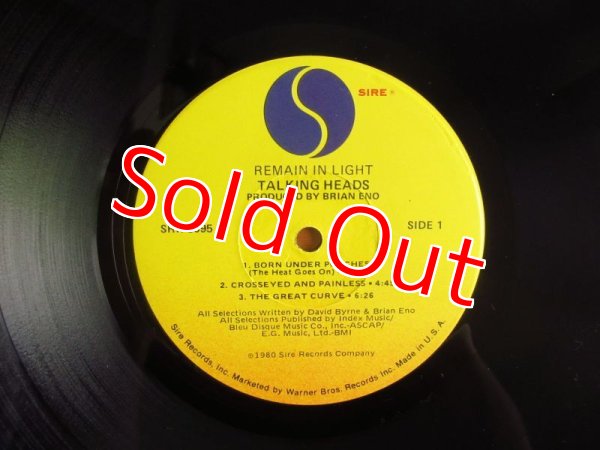 SIRE
REMAIN IN LIGHT
TALKING HEADS
PRODUCED BY BRIAN ENO
Sold Out
SIDE 1
1. BORN UNDER
(The Heat Goes On)
2. CROSSEYED AND PAINLESS •
3. THE GREAT CURVE • 6:26
All Selections Written by David Byrne & Brian Eno
All Selections Published by Index Music/
Bleu Disque Music Co., Inc.-ASCAP/
E.G. Music, Ltd.-BMI
©1980 Sire Records Company
Sire Records, Inc. Marketed by Warner Bros. Records Inc. Made in U.S.A.